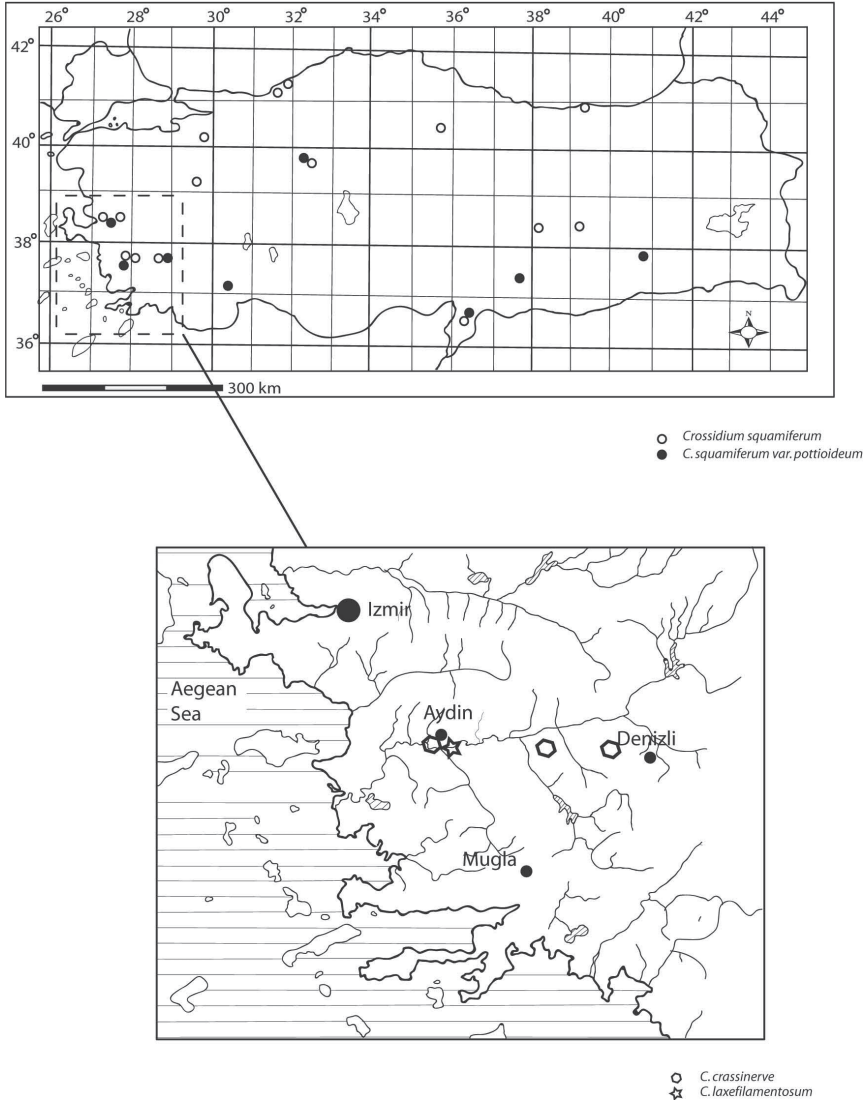 26° 28° 30° 32° 34° 36° 38° 40° 42° 44°
42°
40°
38°
36°
N
300 km
Crossidium squamiferum
C. squamiferum var. pottioideum
Izmir
Aegean
Sea
Aydin
Denizli
Mugla
C. crassinerve
C. laxefilamentosum